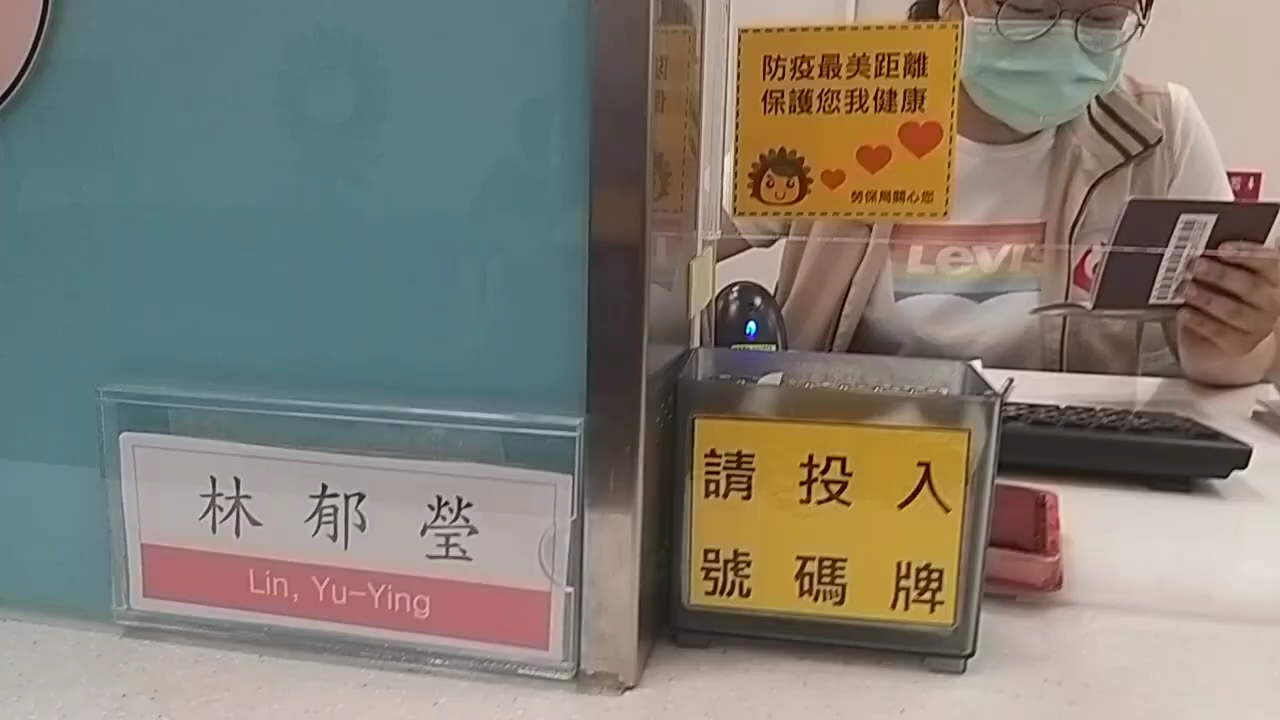 防疫最美距離
保護您我健康
勞保局關心您
Levi's
林郁瑩
Lin, Yu-Ying
請投入
號碼牌